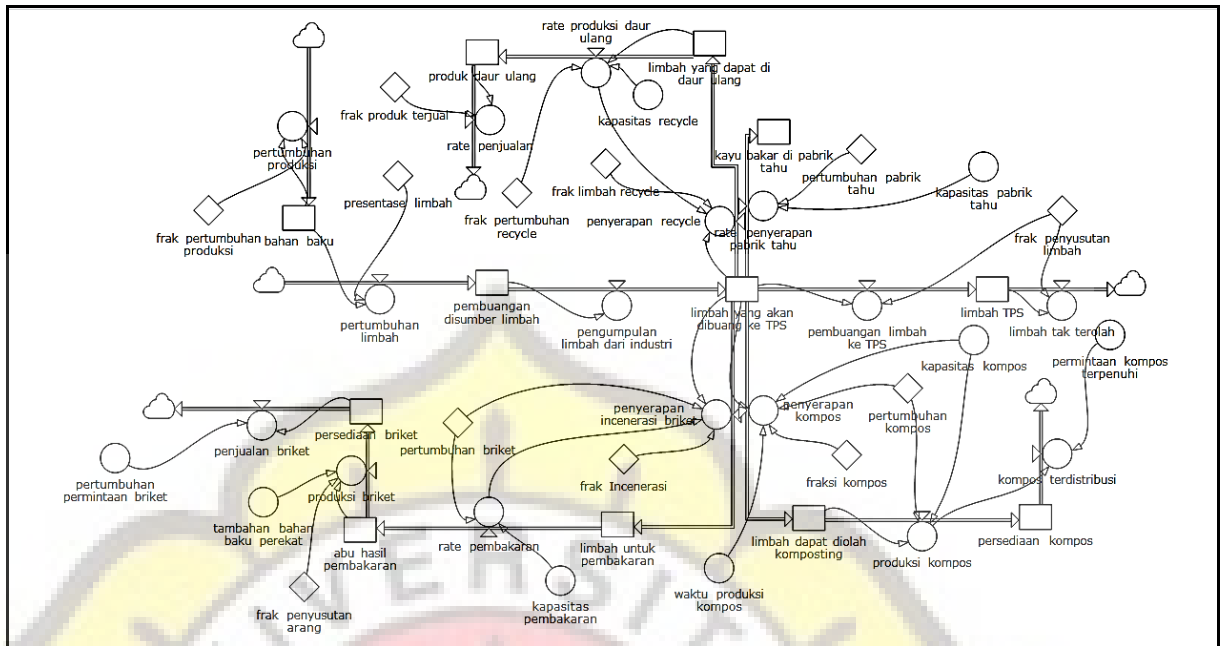 rate produksi daur
ulang
produk daur ulang
limbah yang dapat di
daur ulang
frak produk terjual
rate penjualan
kapasitas recycle
kayu bakar di pabrik
tahu
pertumbuhan
produksi
presentase limbah
frak limbah recycle
pertumbuhan pabrik
tahu
kapasitas pabrik
tahu
frak pertumbuhan
produksi
bahan baku
frak pertumbuhan
recycle
penyerapan recycle
rate penyerapan
pabrik tahu
frak penyusutan
limbah
pertumbuhan
limbah
pembuangan
disumber limbah
pengumpulan
limbah dari industri
limbah yang akan
dibuang ke TPS
pembuangan limbah
ke TPS
limbah TPS
limbah tak terolah
kapasitas kompos
permintaan kompos
terpenuhi
penjualan briket
persediaan briket
pertumbuhan briket
penyerapan
incenerasi briket
penyerapan
kompos
pertumbuhan
kompos
pertumbuhan
permintaan briket
produksi briket
frak Incenerasi
fraksi kompos
kompos terdistribusi
tambahan bahan
baku perekat
abu hasil
pembakaran
rate pembakaran
limbah untuk
pembakaran
limbah dapat diolah
komposting
produksi kompos
persediaan kompos
frak penyusutan
arang
kapasitas
pembakaran
waktu produksi
kompos
VERSIT